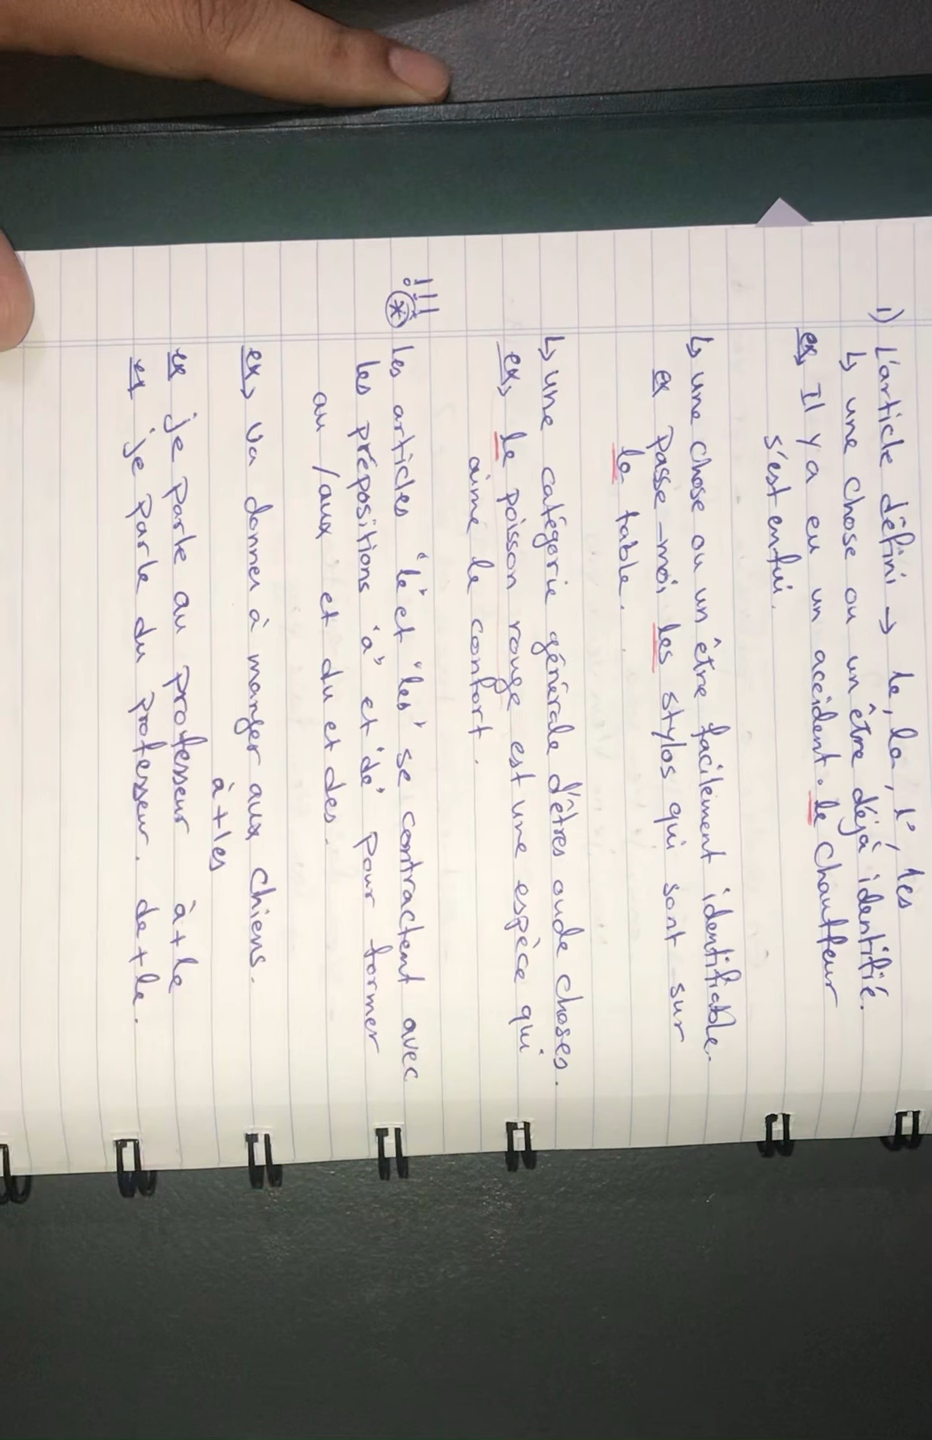 1) L'article défini → le, la, l', les
↳ une chose ou un être déjà identifié.
ex, Il y a eu un accident. le chauffeur
s'est enfui.
↳ une chose ou un être facilement identifiable.
ex passe-moi les stylos qui sont sur
la table.
↳ une catégorie générale d'êtres ou de choses.
ex, le poisson rouge est une espèce qui
aime le confort.
!!!
* les articles "le" et "les" se contractent avec
les prépositions "à" et "de" pour former
au / aux et du et des.
ex, Va donner à manger aux chiens.
à + les
ex je parle au professeur à + le
ex je parle du professeur. de + le.